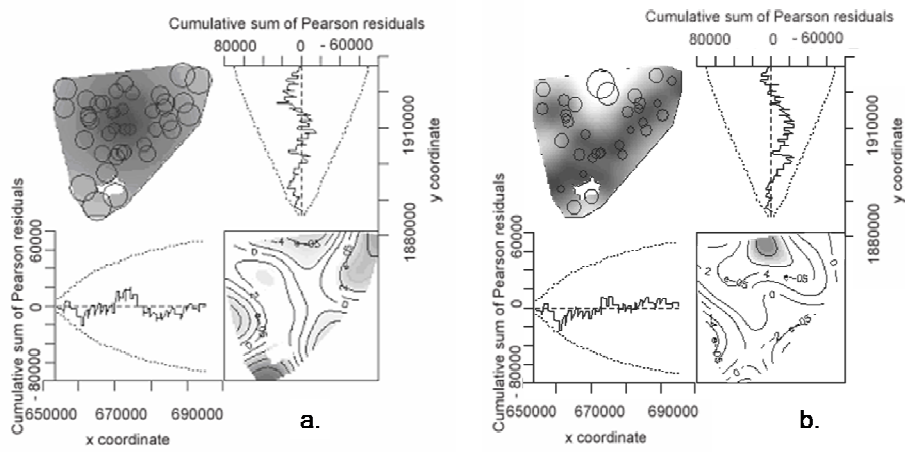 Cumulative sum of Pearson residuals
80000 0 - 60000
1910000
1880000
y coordinate
Cumulative sum of Pearson residuals
60000
0
- 80000
650000 670000 690000
x coordinate
a.
Cumulative sum of Pearson residuals
80000 0 - 60000
1910000
1880000
y coordinate
Cumulative sum of Pearson residuals
60000
0
- 80000
650000 670000 690000
x coordinate
b.